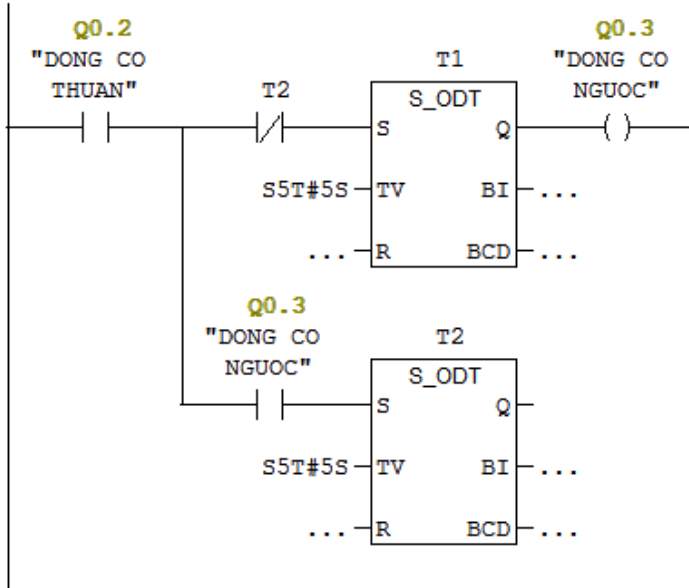 Q0.2
"DONG CO
THUAN"
T2
T1
S_ODT
Q0.3
"DONG CO
NGUOC"
S
Q
S5T#5S
TV
BI
...
...
R
BCD
...
Q0.3
"DONG CO
NGUOC"
T2
S_ODT
S
Q
S5T#5S
TV
BI
...
...
R
BCD
...